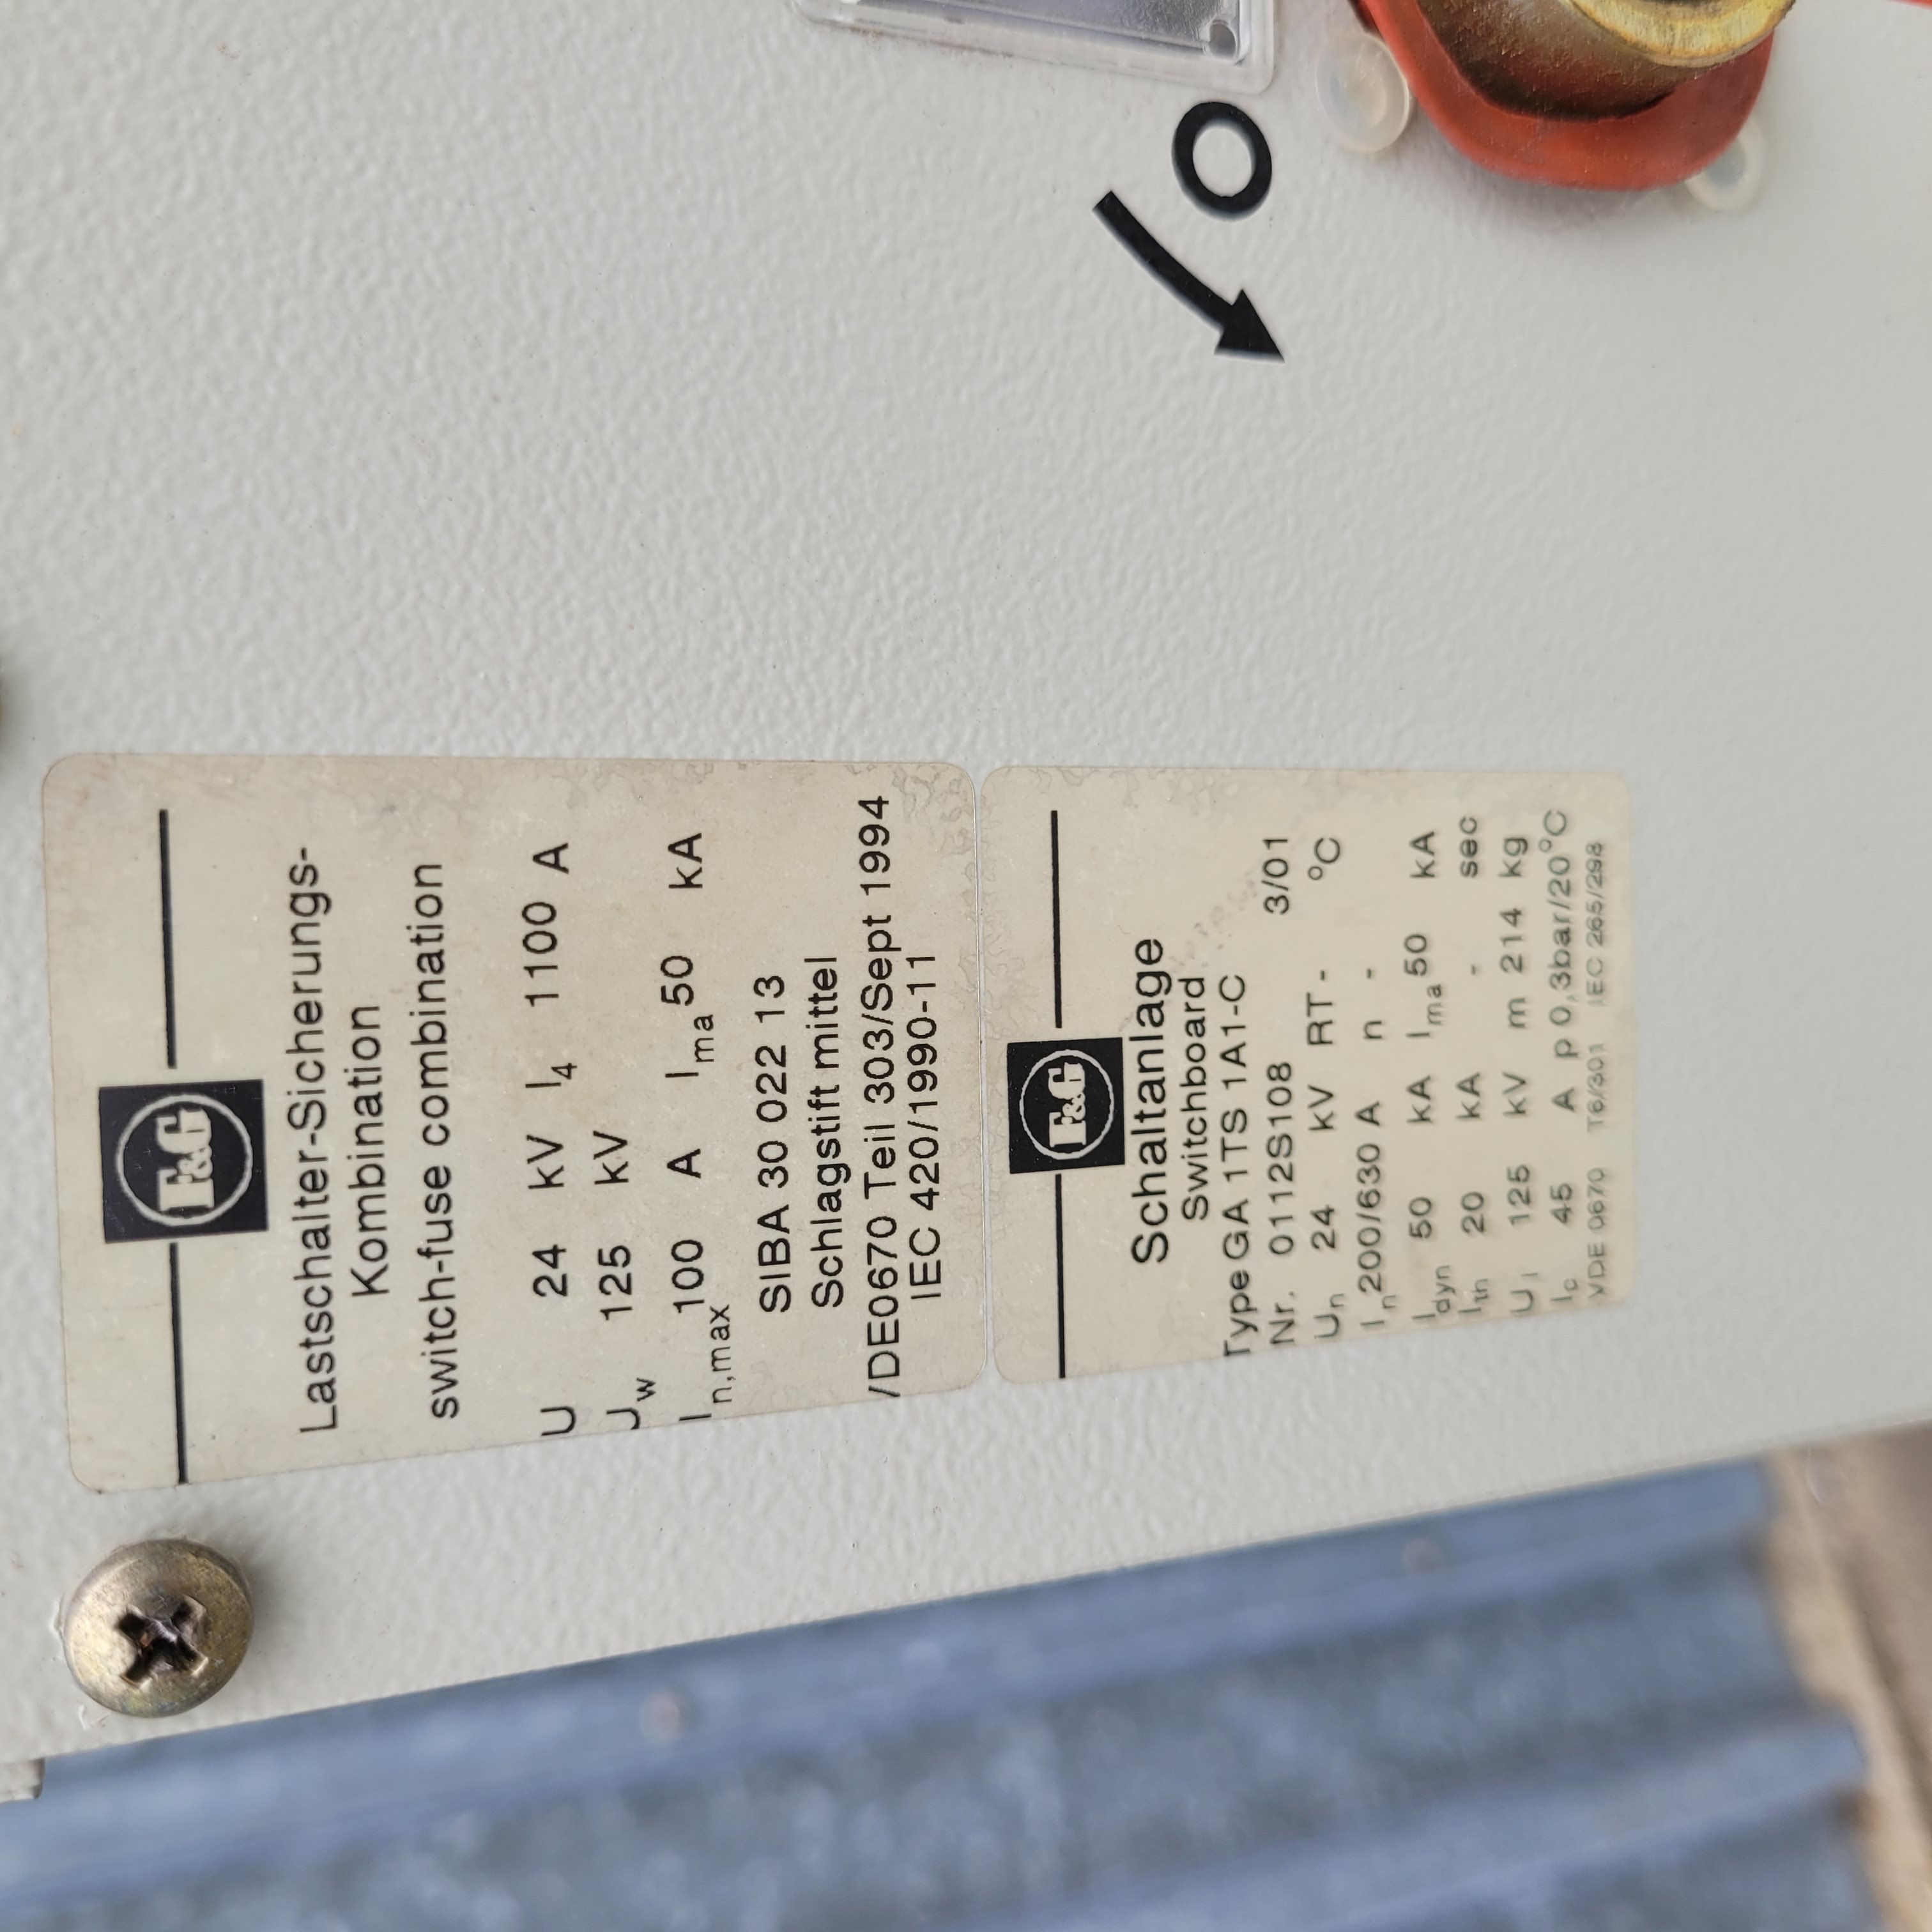 F&G
Lastschalter-Sicherungs-
Kombination
switch-fuse combination
U 24 kV I4 1100 A
Uw 125 kV
In,max 100 A Ima 50 kA
SIBA 30 022 13
Schlagstift mittel
VDE0670 Teil 303/Sept 1994
IEC 420/1990-11
F&G
Schaltanlage
Switchboard
Type GA 1TS 1A1-C
Nr. 0112S108 3/01
Un 24 kV RT - °C
In 200/630 A n -
Idyn 50 kA Ima 50 kA
Ith 20 kA - sec
Ul 125 kV m 214 kg
Ic 45 A p 0,3bar/20°C
VDE 0670 T6/301 IEC 265/298
O